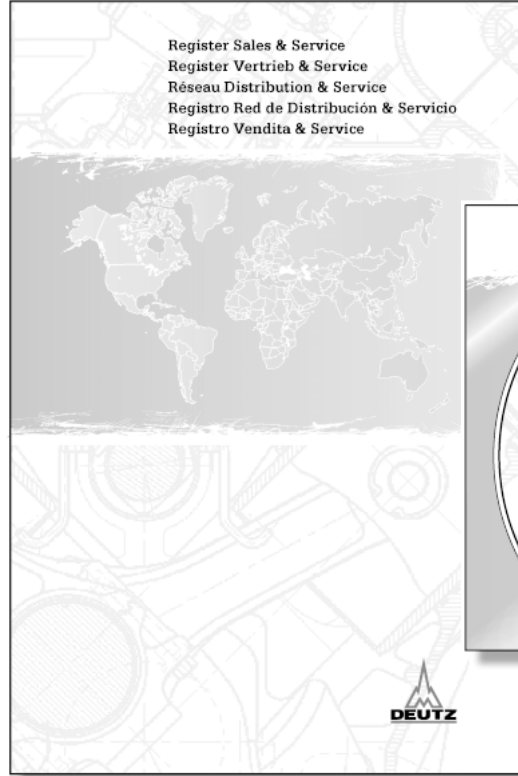 Register Sales & Service
Register Vertrieb & Service
Réseau Distribution & Service
Registro Red de Distribución & Servicio
Registro Vendita & Service
DEUTZ